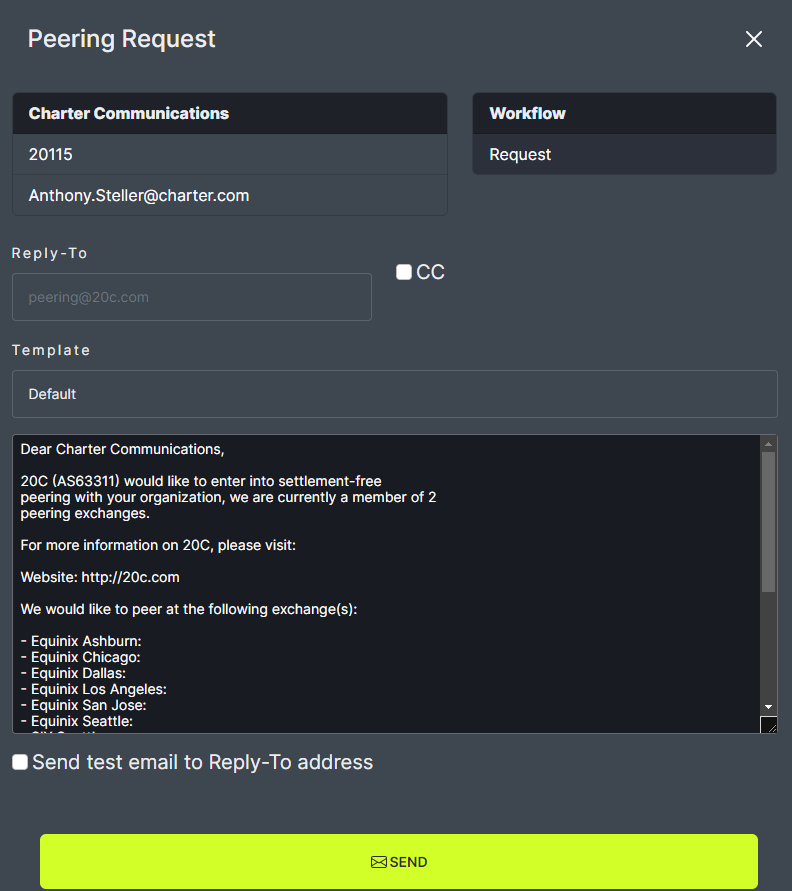 Peering Request
Charter Communications
20115
Anthony.Steller@charter.com
Workflow
Request
Reply-To
peering@20c.com
CC
Template
Default
Dear Charter Communications,
20C (AS63311) would like to enter into settlement-free
peering with your organization, we are currently a member of 2
peering exchanges.
For more information on 20C, please visit:
Website: http://20c.com
We would like to peer at the following exchange(s):
- Equinix Ashburn:
- Equinix Chicago:
- Equinix Dallas:
- Equinix Los Angeles:
- Equinix San Jose:
- Equinix Seattle:
Send test email to Reply-To address
SEND